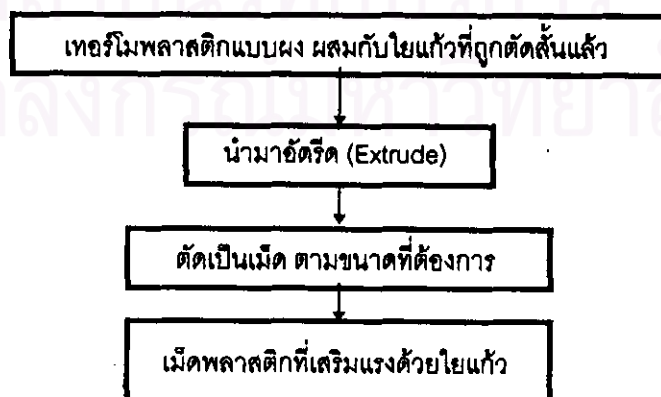 เทอร์โมพลาสติกแบบผง ผสมกับใยแก้วที่ถูกตัดสั้นแล้ว
นำมาอัดรีด (Extrude)
ตัดเป็นเม็ด ตามขนาดที่ต้องการ
เม็ดพลาสติกที่เสริมแรงด้วยใยแก้ว